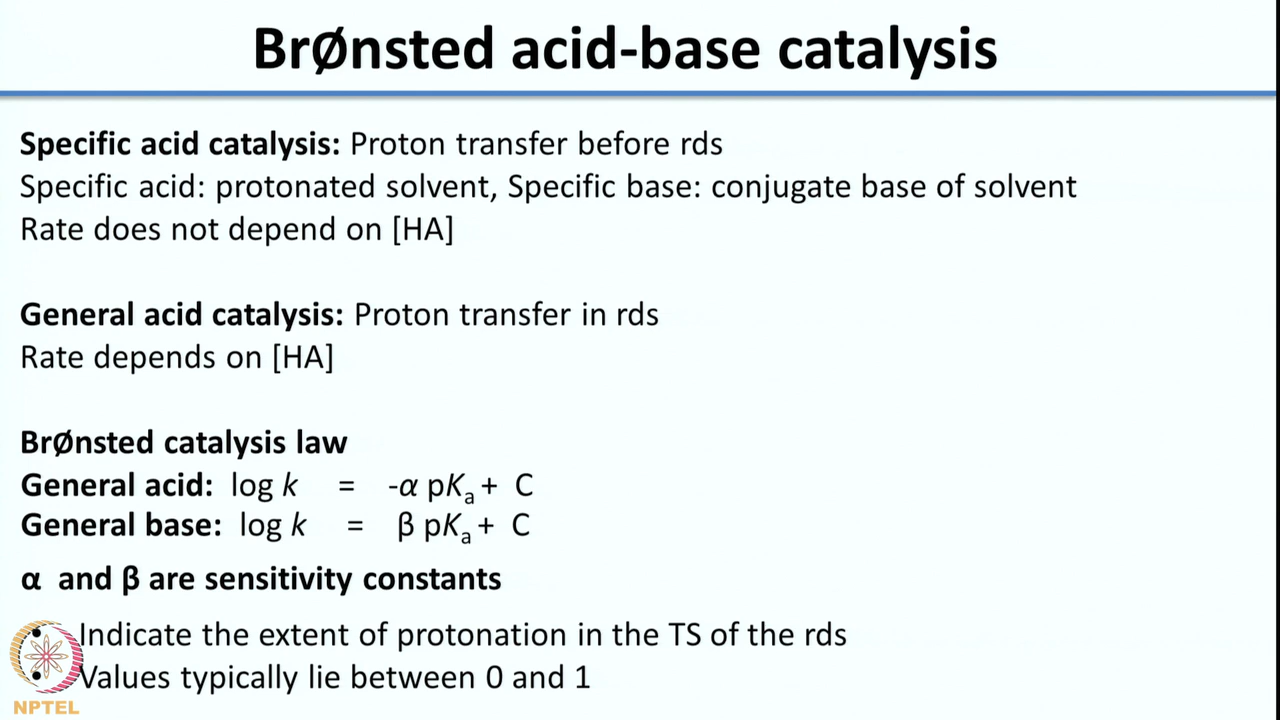 BrØnsted acid-base catalysis
Specific acid catalysis: Proton transfer before rds
Specific acid: protonated solvent, Specific base: conjugate base of solvent
Rate does not depend on [HA]
General acid catalysis: Proton transfer in rds
Rate depends on [HA]
BrØnsted catalysis law
General acid: log k = -α pKa + C
General base: log k = β pKa + C
α and β are sensitivity constants
Indicate the extent of protonation in the TS of the rds
Values typically lie between 0 and 1
NPTEL